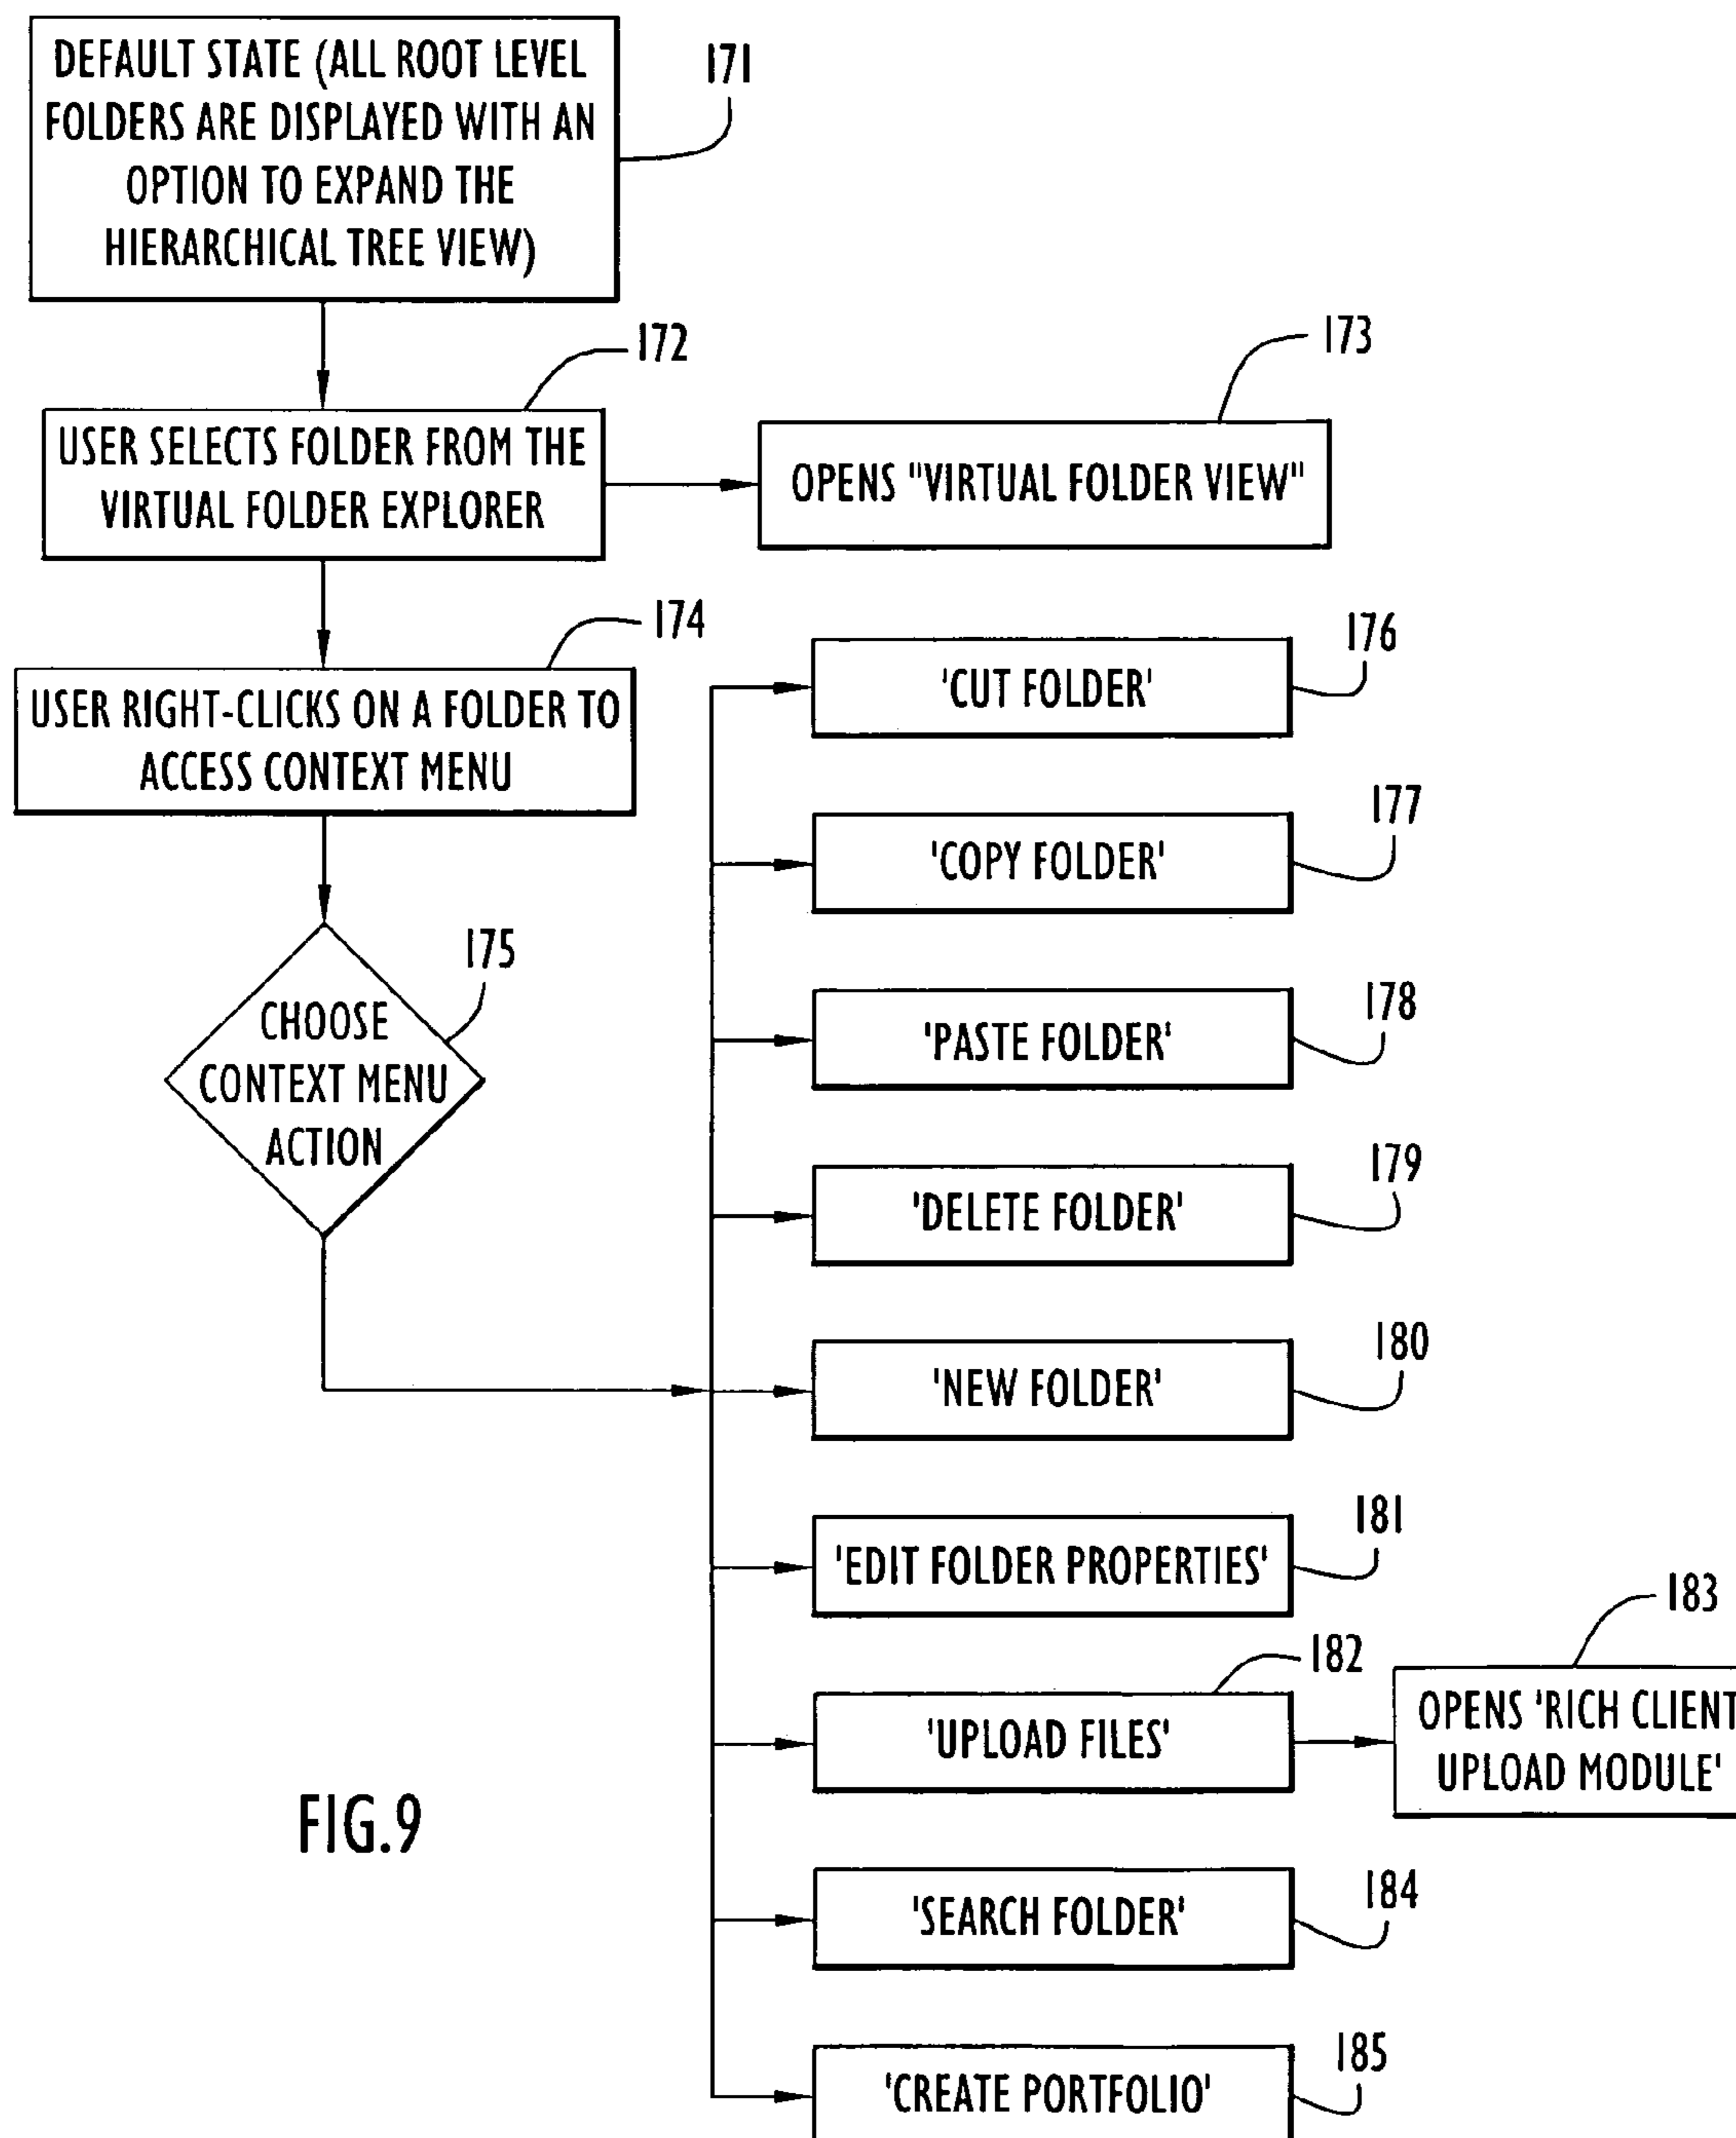 DEFAULT STATE (ALL ROOT LEVEL
FOLDERS ARE DISPLAYED WITH AN
OPTION TO EXPAND THE
HIERARCHICAL TREE VIEW)
171
172
USER SELECTS FOLDER FROM THE
VIRTUAL FOLDER EXPLORER
173
OPENS "VIRTUAL FOLDER VIEW"
174
USER RIGHT-CLICKS ON A FOLDER TO
ACCESS CONTEXT MENU
175
CHOOSE
CONTEXT MENU
ACTION
176
'CUT FOLDER'
177
'COPY FOLDER'
178
'PASTE FOLDER'
179
'DELETE FOLDER'
180
'NEW FOLDER'
181
'EDIT FOLDER PROPERTIES'
182
'UPLOAD FILES'
183
OPENS 'RICH CLIENT
UPLOAD MODULE'
184
'SEARCH FOLDER'
185
'CREATE PORTFOLIO'
FIG.9